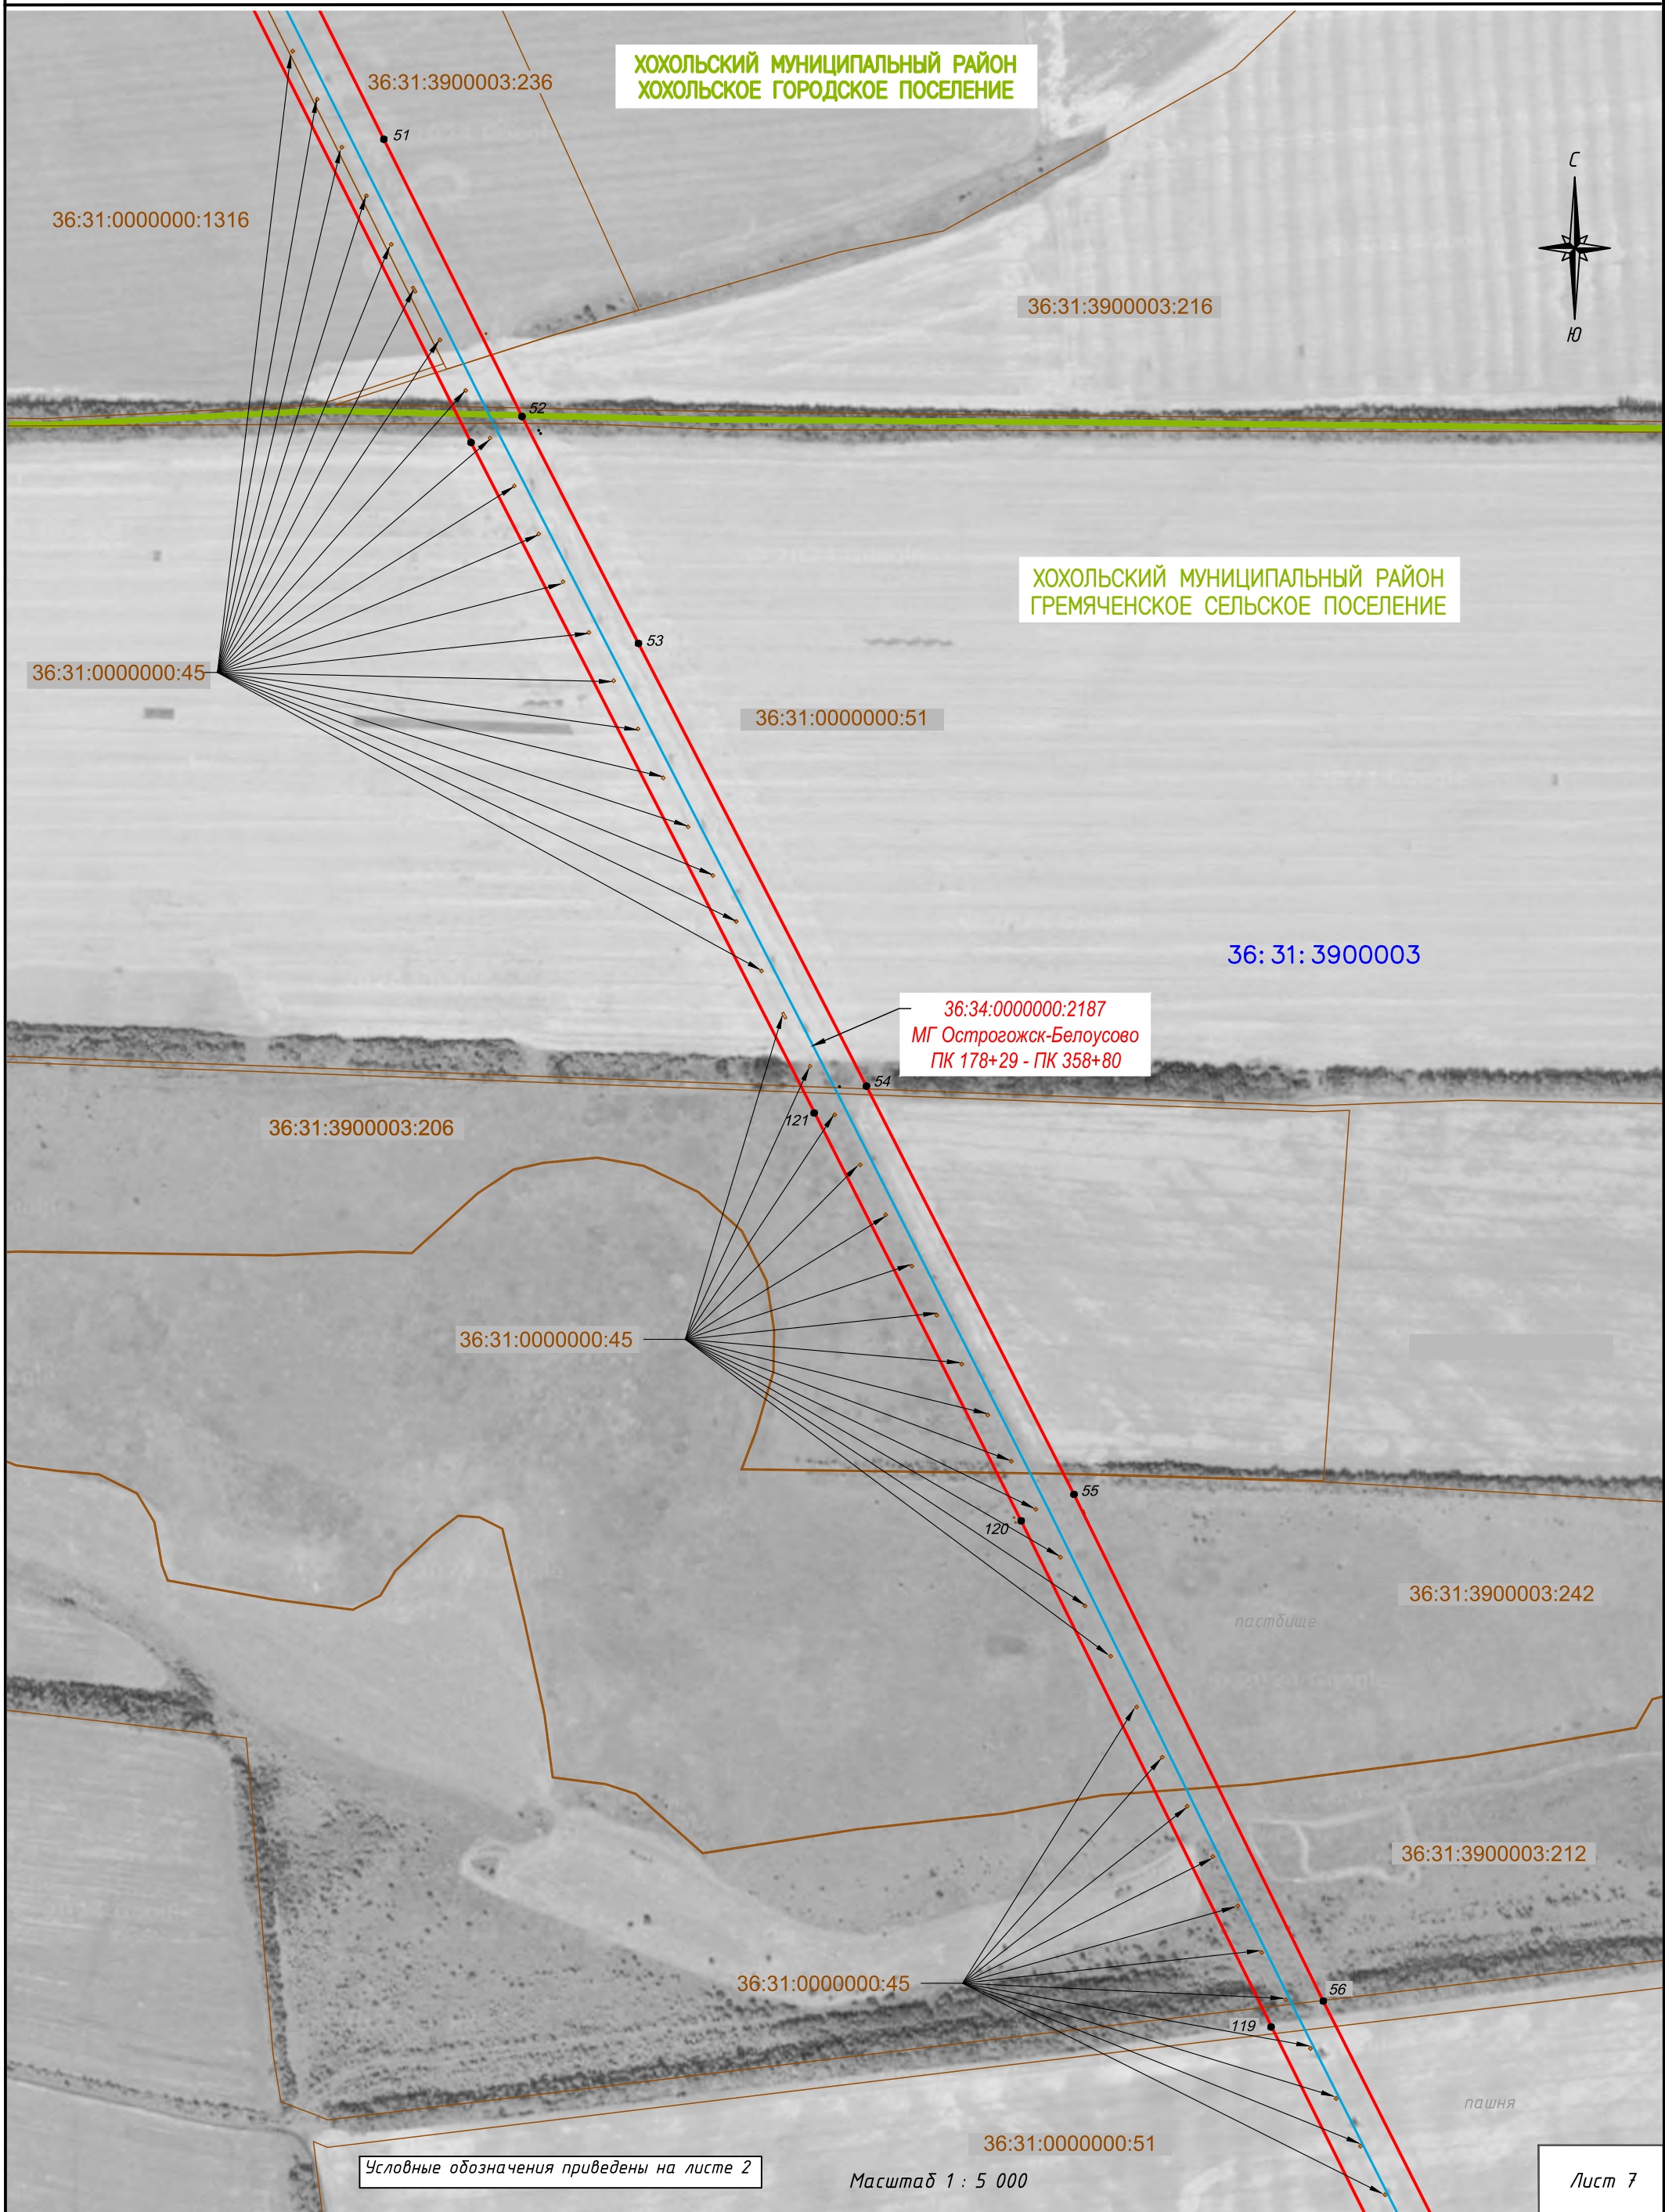 ХОХОЛЬСКИЙ МУНИЦИПАЛЬНЫЙ РАЙОН
ХОХОЛЬСКОЕ ГОРОДСКОЕ ПОСЕЛЕНИЕ
36:31:3900003:236
51
С
36:31:0000000:1316
36:31:3900003:216
Ю
52
ХОХОЛЬСКИЙ МУНИЦИПАЛЬНЫЙ РАЙОН
ГРЕМЯЧЕНСКОЕ СЕЛЬСКОЕ ПОСЕЛЕНИЕ
53
36:31:0000000:45
36:31:0000000:51
36:31:3900003
36:34:0000000:2187
МГ Острогожск-Белоусово
ПК 178+29 - ПК 358+80
54
121
36:31:3900003:206
36:31:0000000:45
55
120
36:31:3900003:242
пастбище
36:31:3900003:212
36:31:0000000:45
56
119
пашня
36:31:0000000:51
Условные обозначения приведены на листе 2
Масштаб 1 : 5 000
Лист 7